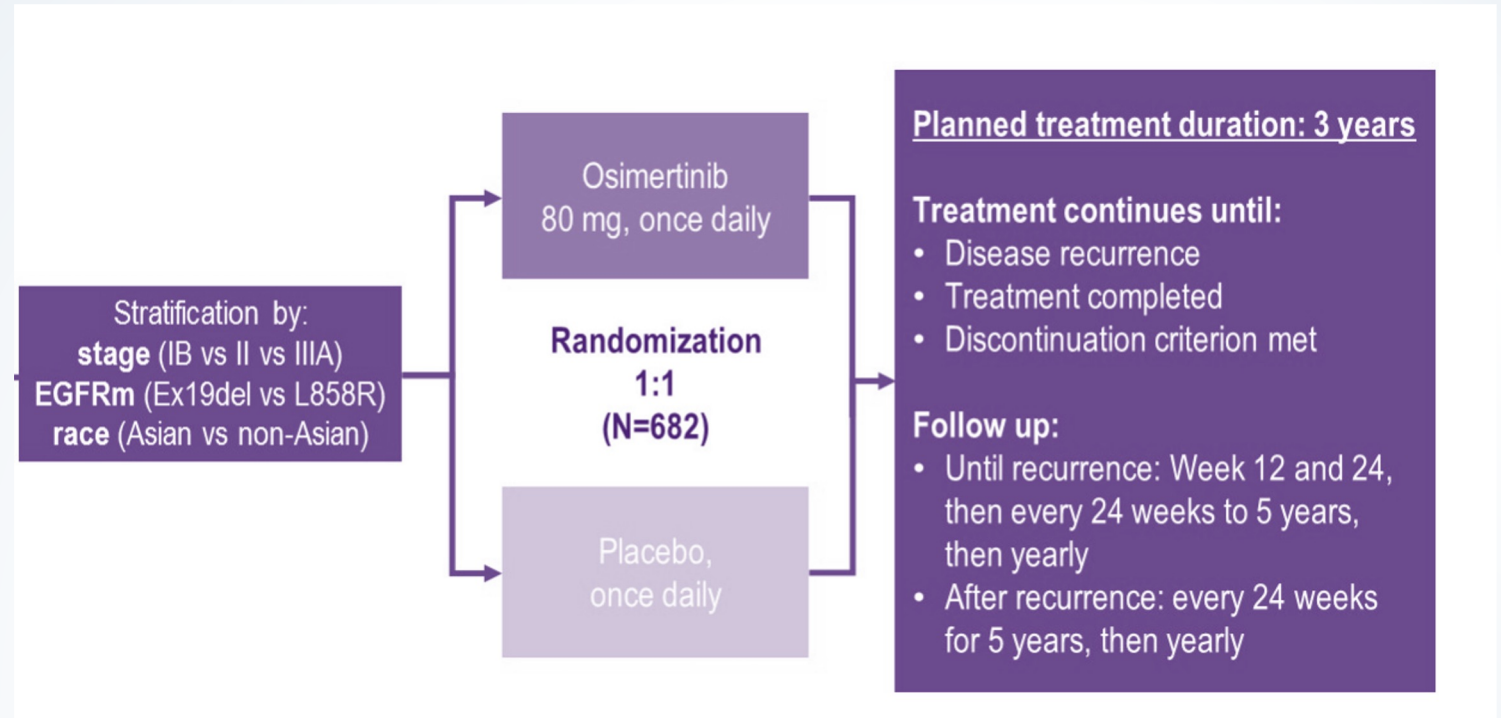 Stratification by:
stage (IB vs II vs IIIA)
EGFRm (Ex19del vs L858R)
race (Asian vs non-Asian)
Osimertinib
80 mg, once daily
Randomization
1:1
(N=682)
Placebo,
once daily
Planned treatment duration: 3 years
Treatment continues until:
• Disease recurrence
• Treatment completed
• Discontinuation criterion met
Follow up:
• Until recurrence: Week 12 and 24,
then every 24 weeks to 5 years,
then yearly
• After recurrence: every 24 weeks
for 5 years, then yearly